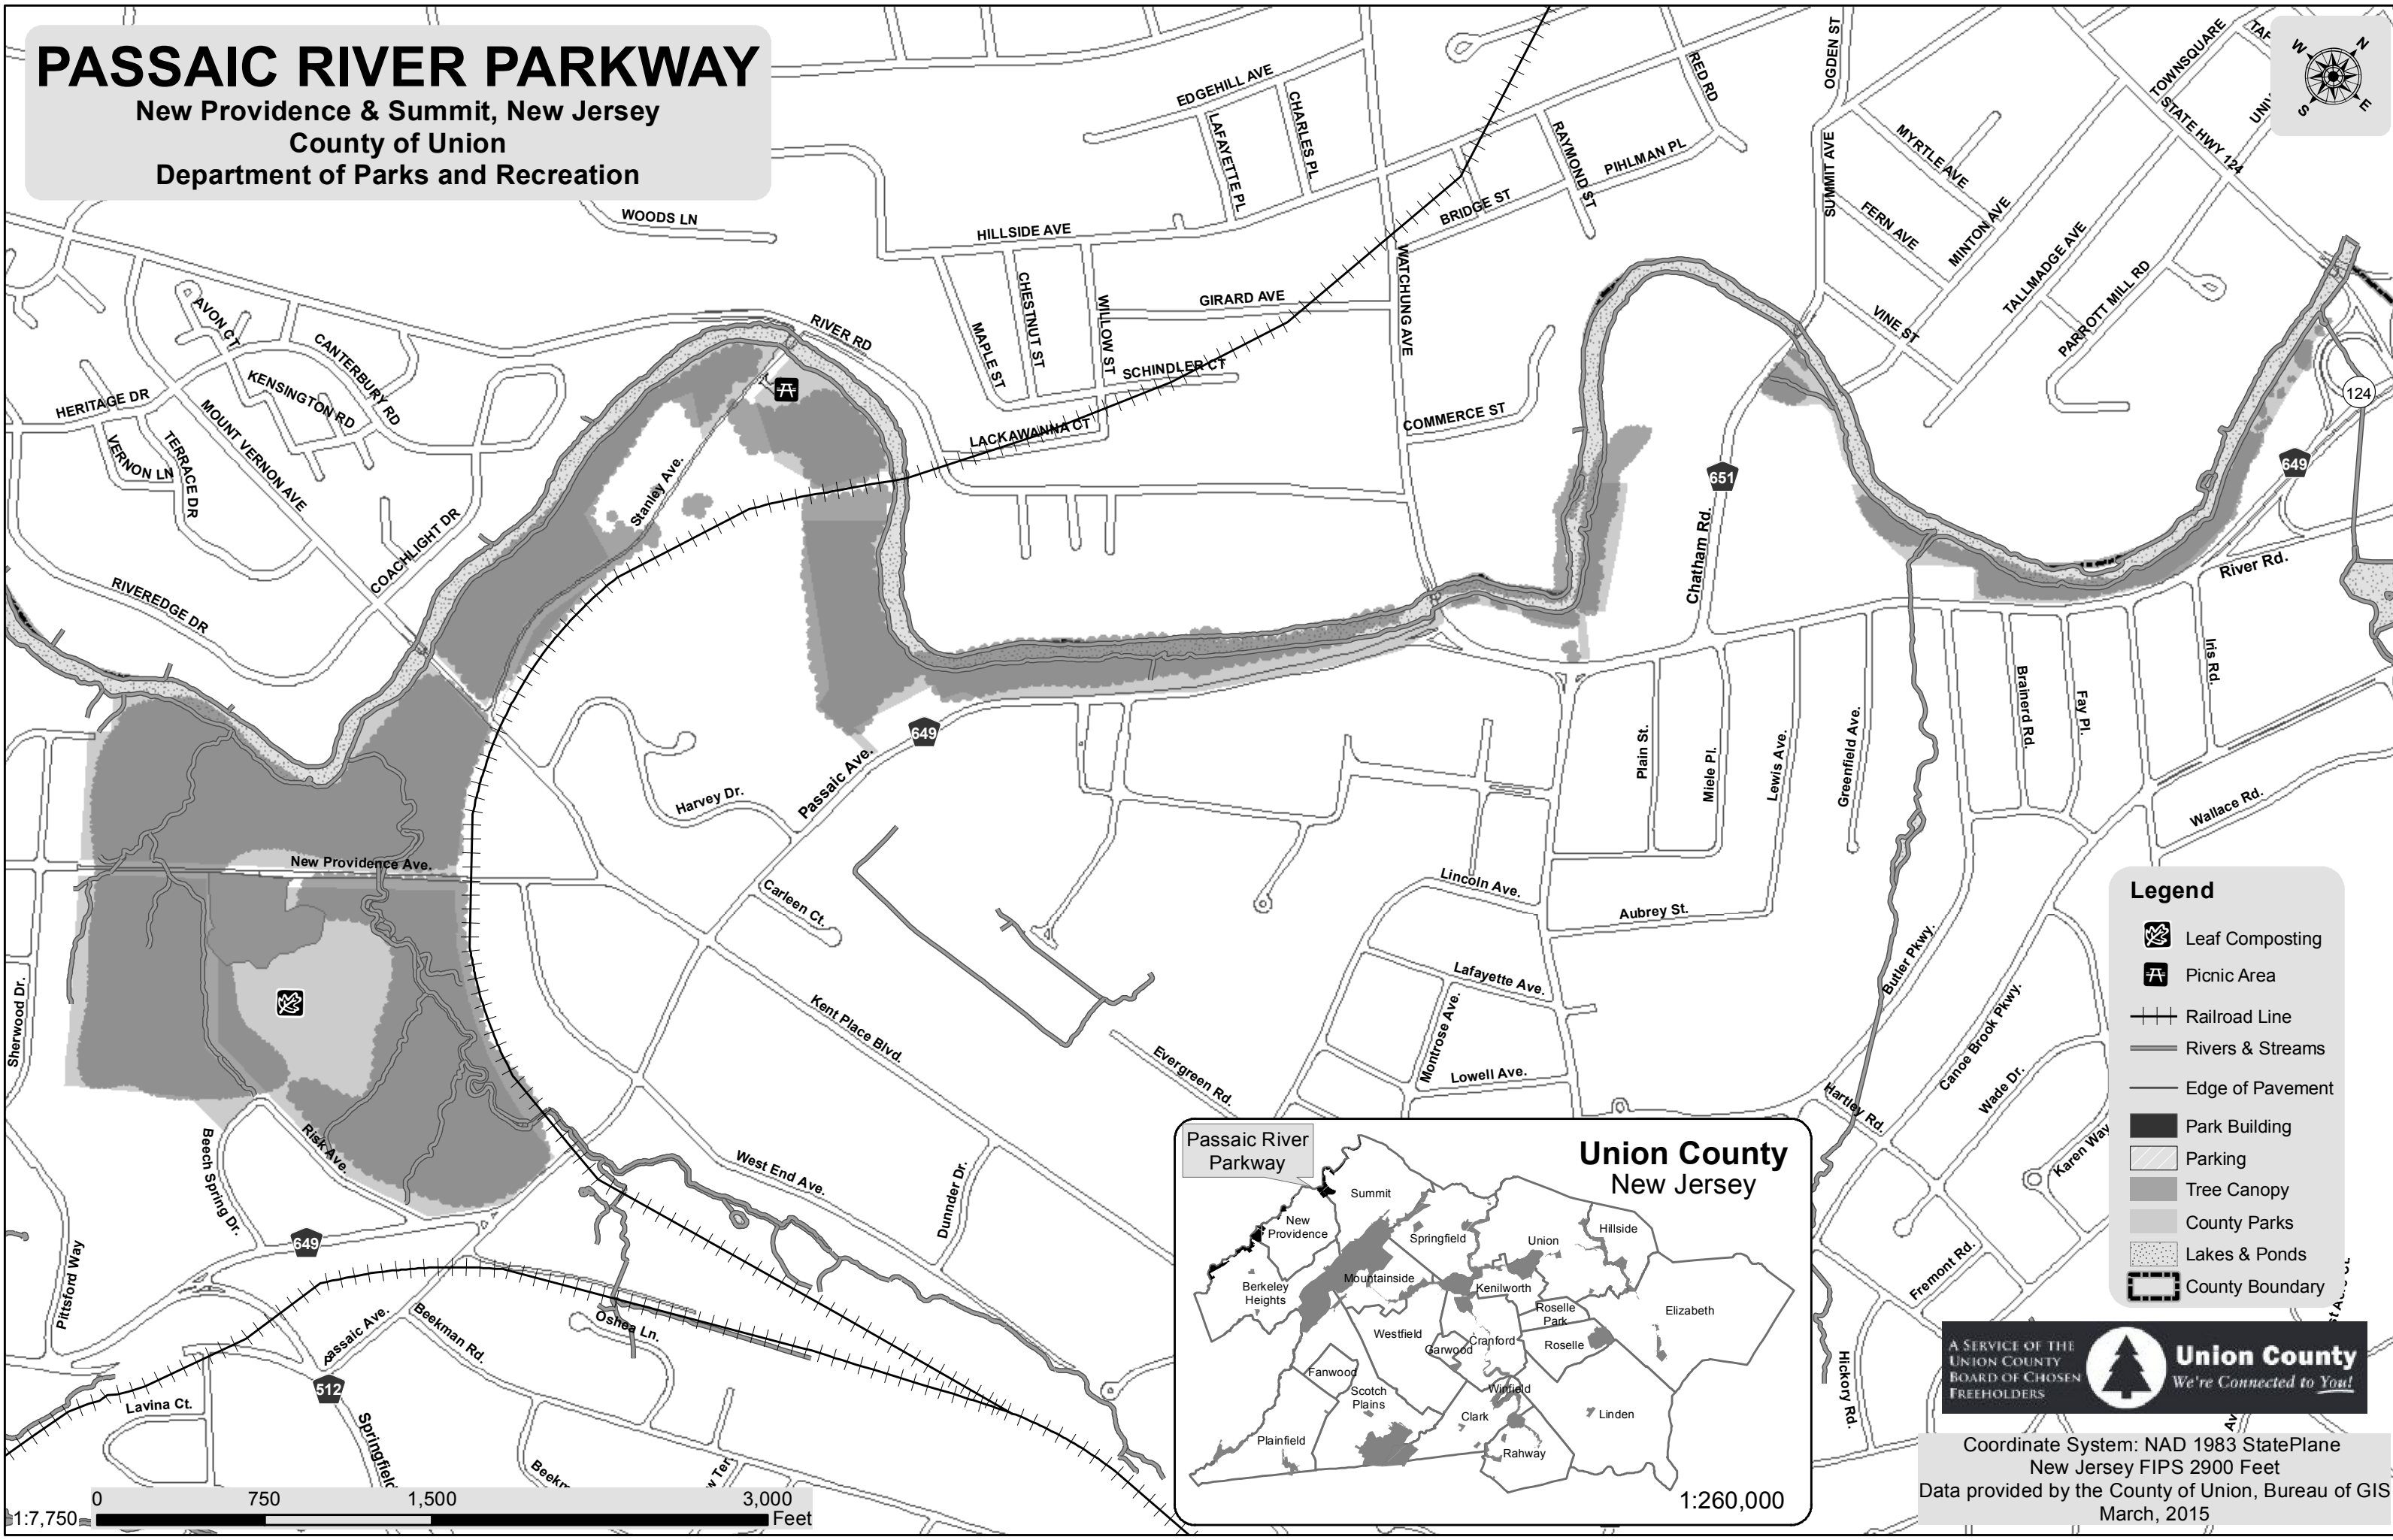 PASSAIC RIVER PARKWAY
New Providence & Summit, New Jersey
County of Union
Department of Parks and Recreation
W
N
S
E
EDGEHILL AVE
CHARLES PL
LAFAYETTE PL
RED RD
RAYMOND ST
PIHLMAN PL
BRIDGE ST
OGDEN ST
SUMMIT AVE
MYRTLE AVE
FERN AVE
MINTON AVE
TALLMADGE AVE
PARROTT MILL RD
VINE ST
TOWNSQUARE
STATE HWY 124
WOODS LN
HILLSIDE AVE
CHESTNUT ST
WILLOW ST
MAPLE ST
GIRARD AVE
SCHINDLER CT
WATCHUNG AVE
COMMERCE ST
LACKAWANNA CT
RIVER RD
AVON CT
CANTERBURY RD
KENSINGTON RD
HERITAGE DR
MOUNT VERNON AVE
VERNON LN
TERRACE DR
COACHLIGHT DR
RIVEREDGE DR
Stanley Ave.
124
649
651
Chatham Rd.
River Rd.
Iris Rd.
Brainerd Rd.
Fay Pl.
Plain St.
Miele Pl.
Lewis Ave.
Greenfield Ave.
Wallace Rd.
649
Passaic Ave.
Harvey Dr.
New Providence Ave.
Carleen Ct.
Kent Place Blvd.
Evergreen Rd.
Lincoln Ave.
Aubrey St.
Lafayette Ave.
Montrose Ave.
Lowell Ave.
Butler Pkwy.
Canoe Brook Pkwy.
Wade Dr.
Hartley Rd.
Karen Way
Fremont Rd.
Hickory Rd.
Sherwood Dr.
Beech Spring Dr.
Risk Ave.
West End Ave.
Dunnder Dr.
Pittsford Way
649
Passaic Ave.
Beekman Rd.
Oshea Ln.
512
Lavina Ct.
Springfield
Legend
Leaf Composting
Picnic Area
Railroad Line
Rivers & Streams
Edge of Pavement
Park Building
Parking
Tree Canopy
County Parks
Lakes & Ponds
County Boundary
Passaic River
Parkway
Union County
New Jersey
Summit
New
Providence
Springfield
Union
Hillside
Berkeley
Heights
Mountainside
Kenilworth
Roselle
Park
Elizabeth
Westfield
Garwood
Cranford
Roselle
Fanwood
Scotch
Plains
Winfield
Clark
Linden
Plainfield
Rahway
1:260,000
A SERVICE OF THE
UNION COUNTY
BOARD OF CHOSEN
FREEHOLDERS
Union County
We're Connected to You!
Coordinate System: NAD 1983 StatePlane
New Jersey FIPS 2900 Feet
Data provided by the County of Union, Bureau of GIS
March, 2015
0
750
1,500
3,000
1:7,750
Feet